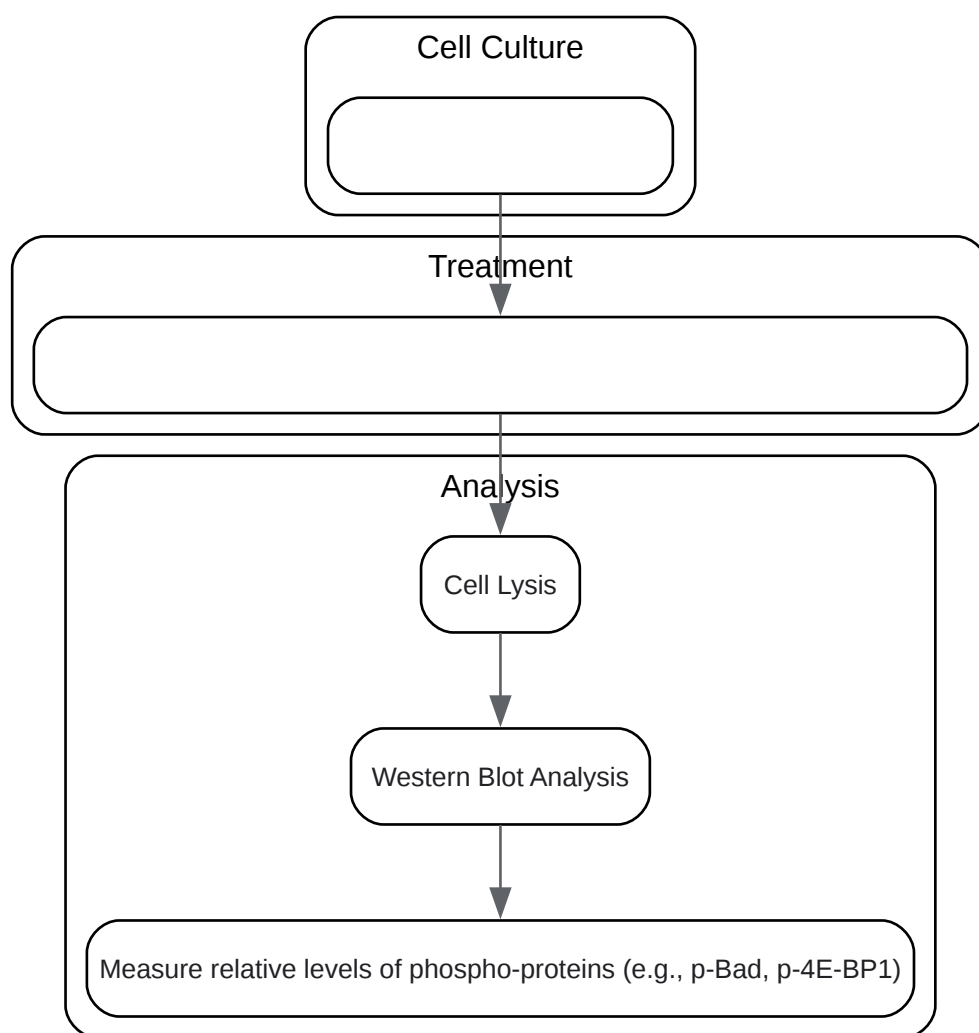 Cell Culture
Treatment
Analysis
Cell Lysis
Western Blot Analysis
Measure relative levels of phospho-proteins (e.g., p-Bad, p-4E-BP1)